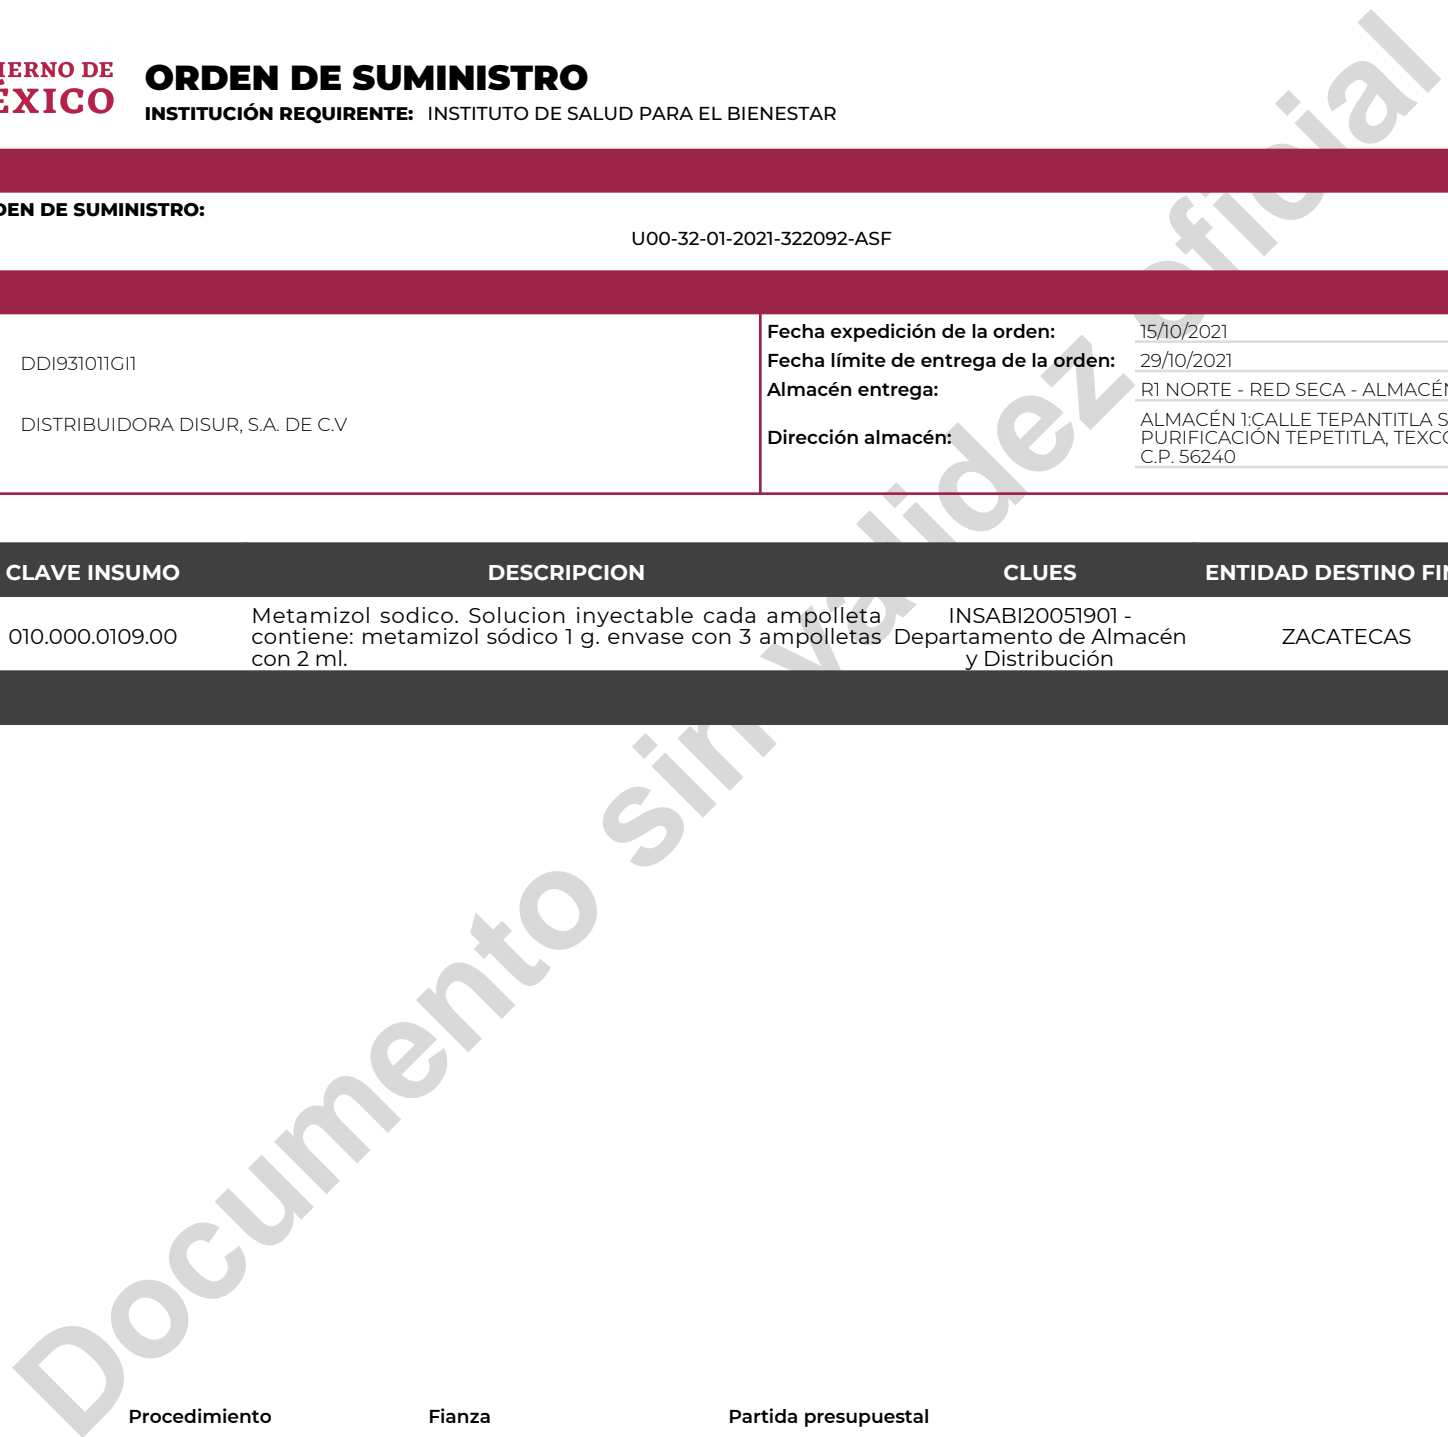 IERNO DE
ÉXICO
ORDEN DE SUMINISTRO
INSTITUCIÓN REQUIRENTE: INSTITUTO DE SALUD PARA EL BIENESTAR
DEN DE SUMINISTRO:
U00-32-01-2021-322092-ASF
DDI931011GI1
DISTRIBUIDORA DISUR, S.A. DE C.V
Fecha expedición de la orden: 15/10/2021
Fecha límite de entrega de la orden: 29/10/2021
Almacén entrega: R1 NORTE - RED SECA - ALMACÉN
Dirección almacén: ALMACÉN 1:CALLE TEPANTITLA S
PURIFICACIÓN TEPETITLA, TEXCO
C.P. 56240
CLAVE INSUMO DESCRIPCION CLUES ENTIDAD DESTINO FIN
010.000.0109.00
Metamizol sodico. Solucion inyectable cada ampolleta
contiene: metamizol sódico 1 g. envase con 3 ampolletas
con 2 ml.
INSABI20051901 -
Departamento de Almacén
y Distribución
ZACATECAS
Documento sin validez oficial
Procedimiento Fianza Partida presupuestal